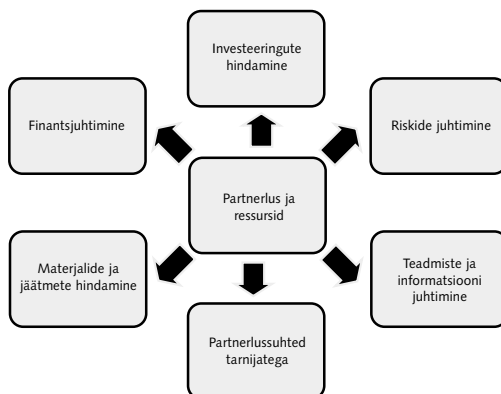 Investeeringute
hindamine
Finantsjuhtimine
Riskide juhtimine
Partnerlus ja
ressursid
Materjalide ja
jäätmete hindamine
Teadmiste ja
informatsiooni
juhtimine
Partnerlussuhted
tarnijatega